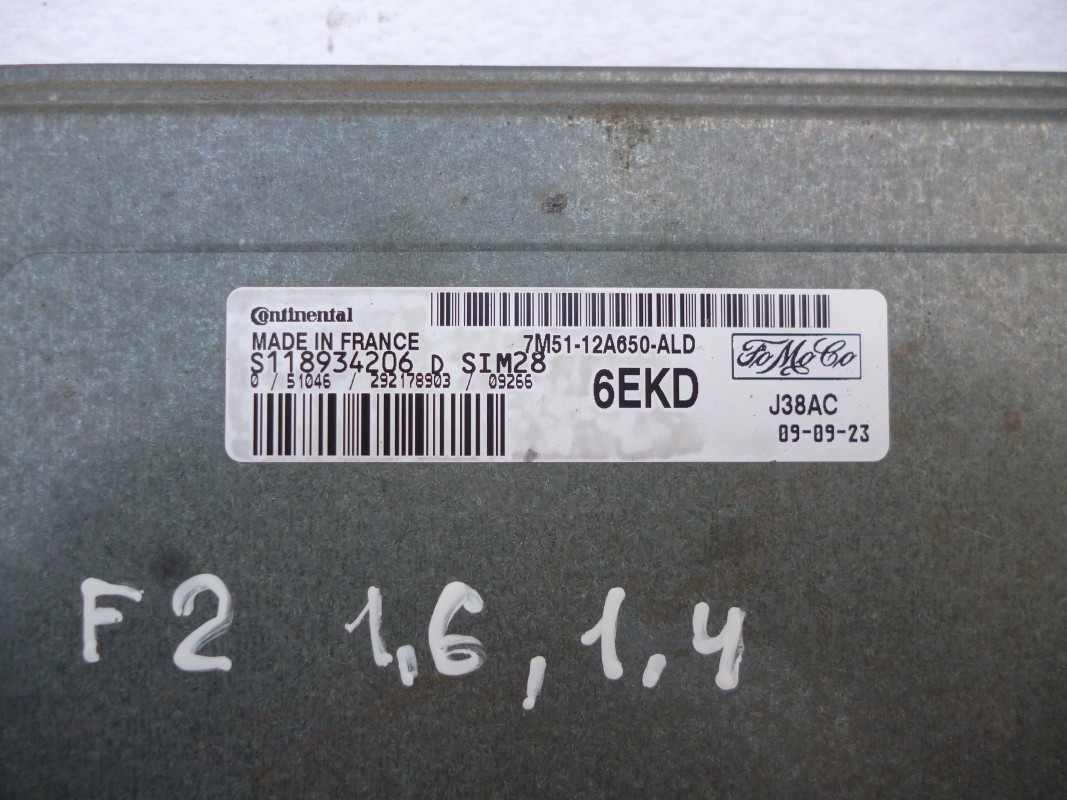 Continental
MADE IN FRANCE 7M51-12A650-ALD
S118934206 D SIM28
0 / 51046 / 292178903 / 09266
6EKD
FoMoCo
J38AC
09-09-23
F2 1,6, 1,4